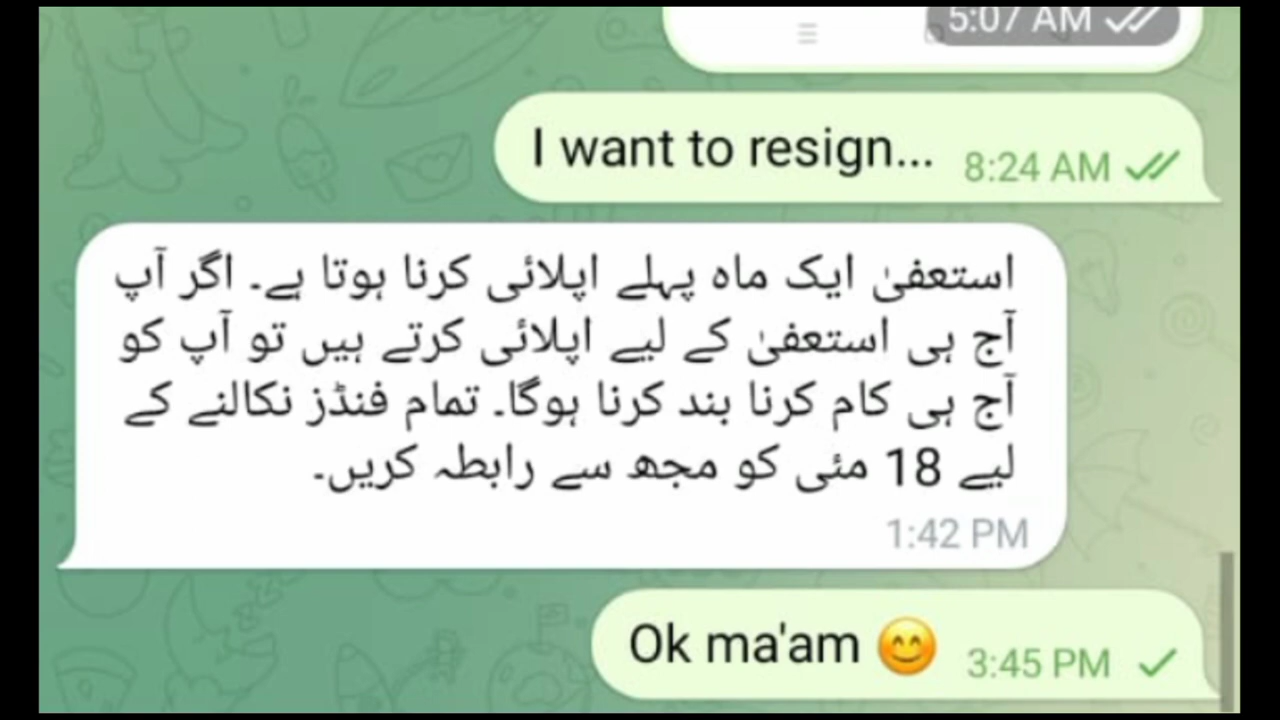 5:07 AM
I want to resign... 8:24 AM
استعفیٰ ایک ماہ پہلے اپلائی کرنا ہوتا ہے۔ اگر آپ
آج ہی استعفیٰ کے لیے اپلائی کرتے ہیں تو آپ کو
آج ہی کام کرنا بند کرنا ہوگا۔ تمام فنڈز نکالنے کے
لیے 18 مئی کو مجھ سے رابطہ کریں۔
1:42 PM
Ok ma'am 😊 3:45 PM